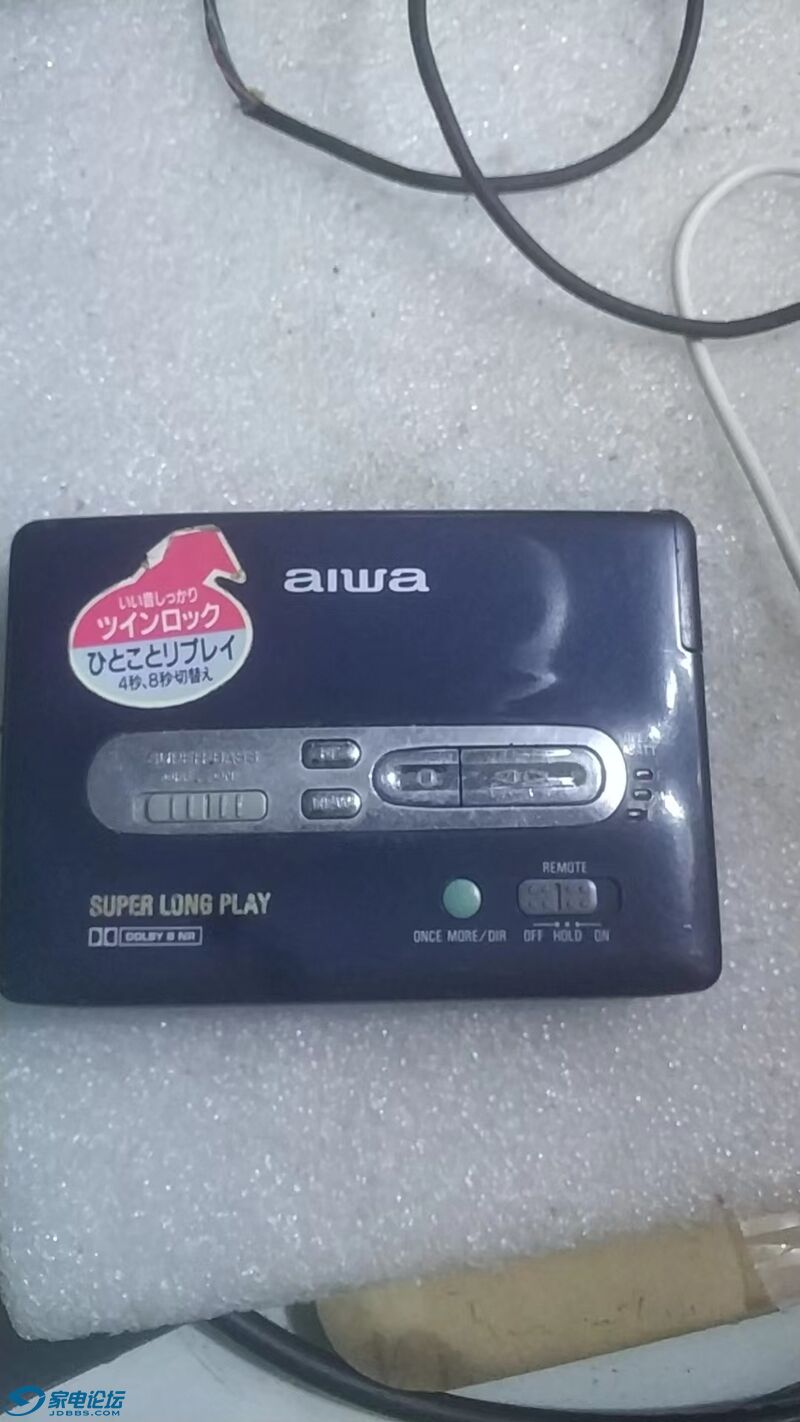 aiwa
いい音しっかり
ツインロック
ひとことリプレイ
4秒、8秒切替え
SUPER BASS
REMOTE
SUPER LONG PLAY
DOLBY B NR
ONCE MORE/DIR
OFF HOLD ON
家电论坛
JDBBS.COM